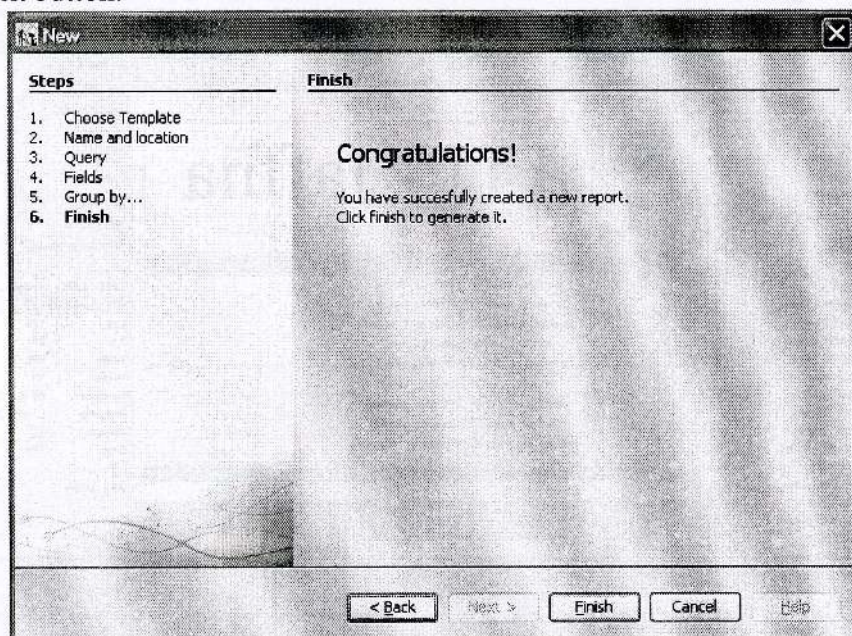 New
Steps
Finish
1. Choose Template
2. Name and location
3. Query
4. Fields
5. Group by...
6. Finish
Congratulations!
You have succesfully created a new report.
Click finish to generate it.
< Back
Next >
Finish
Cancel
Help